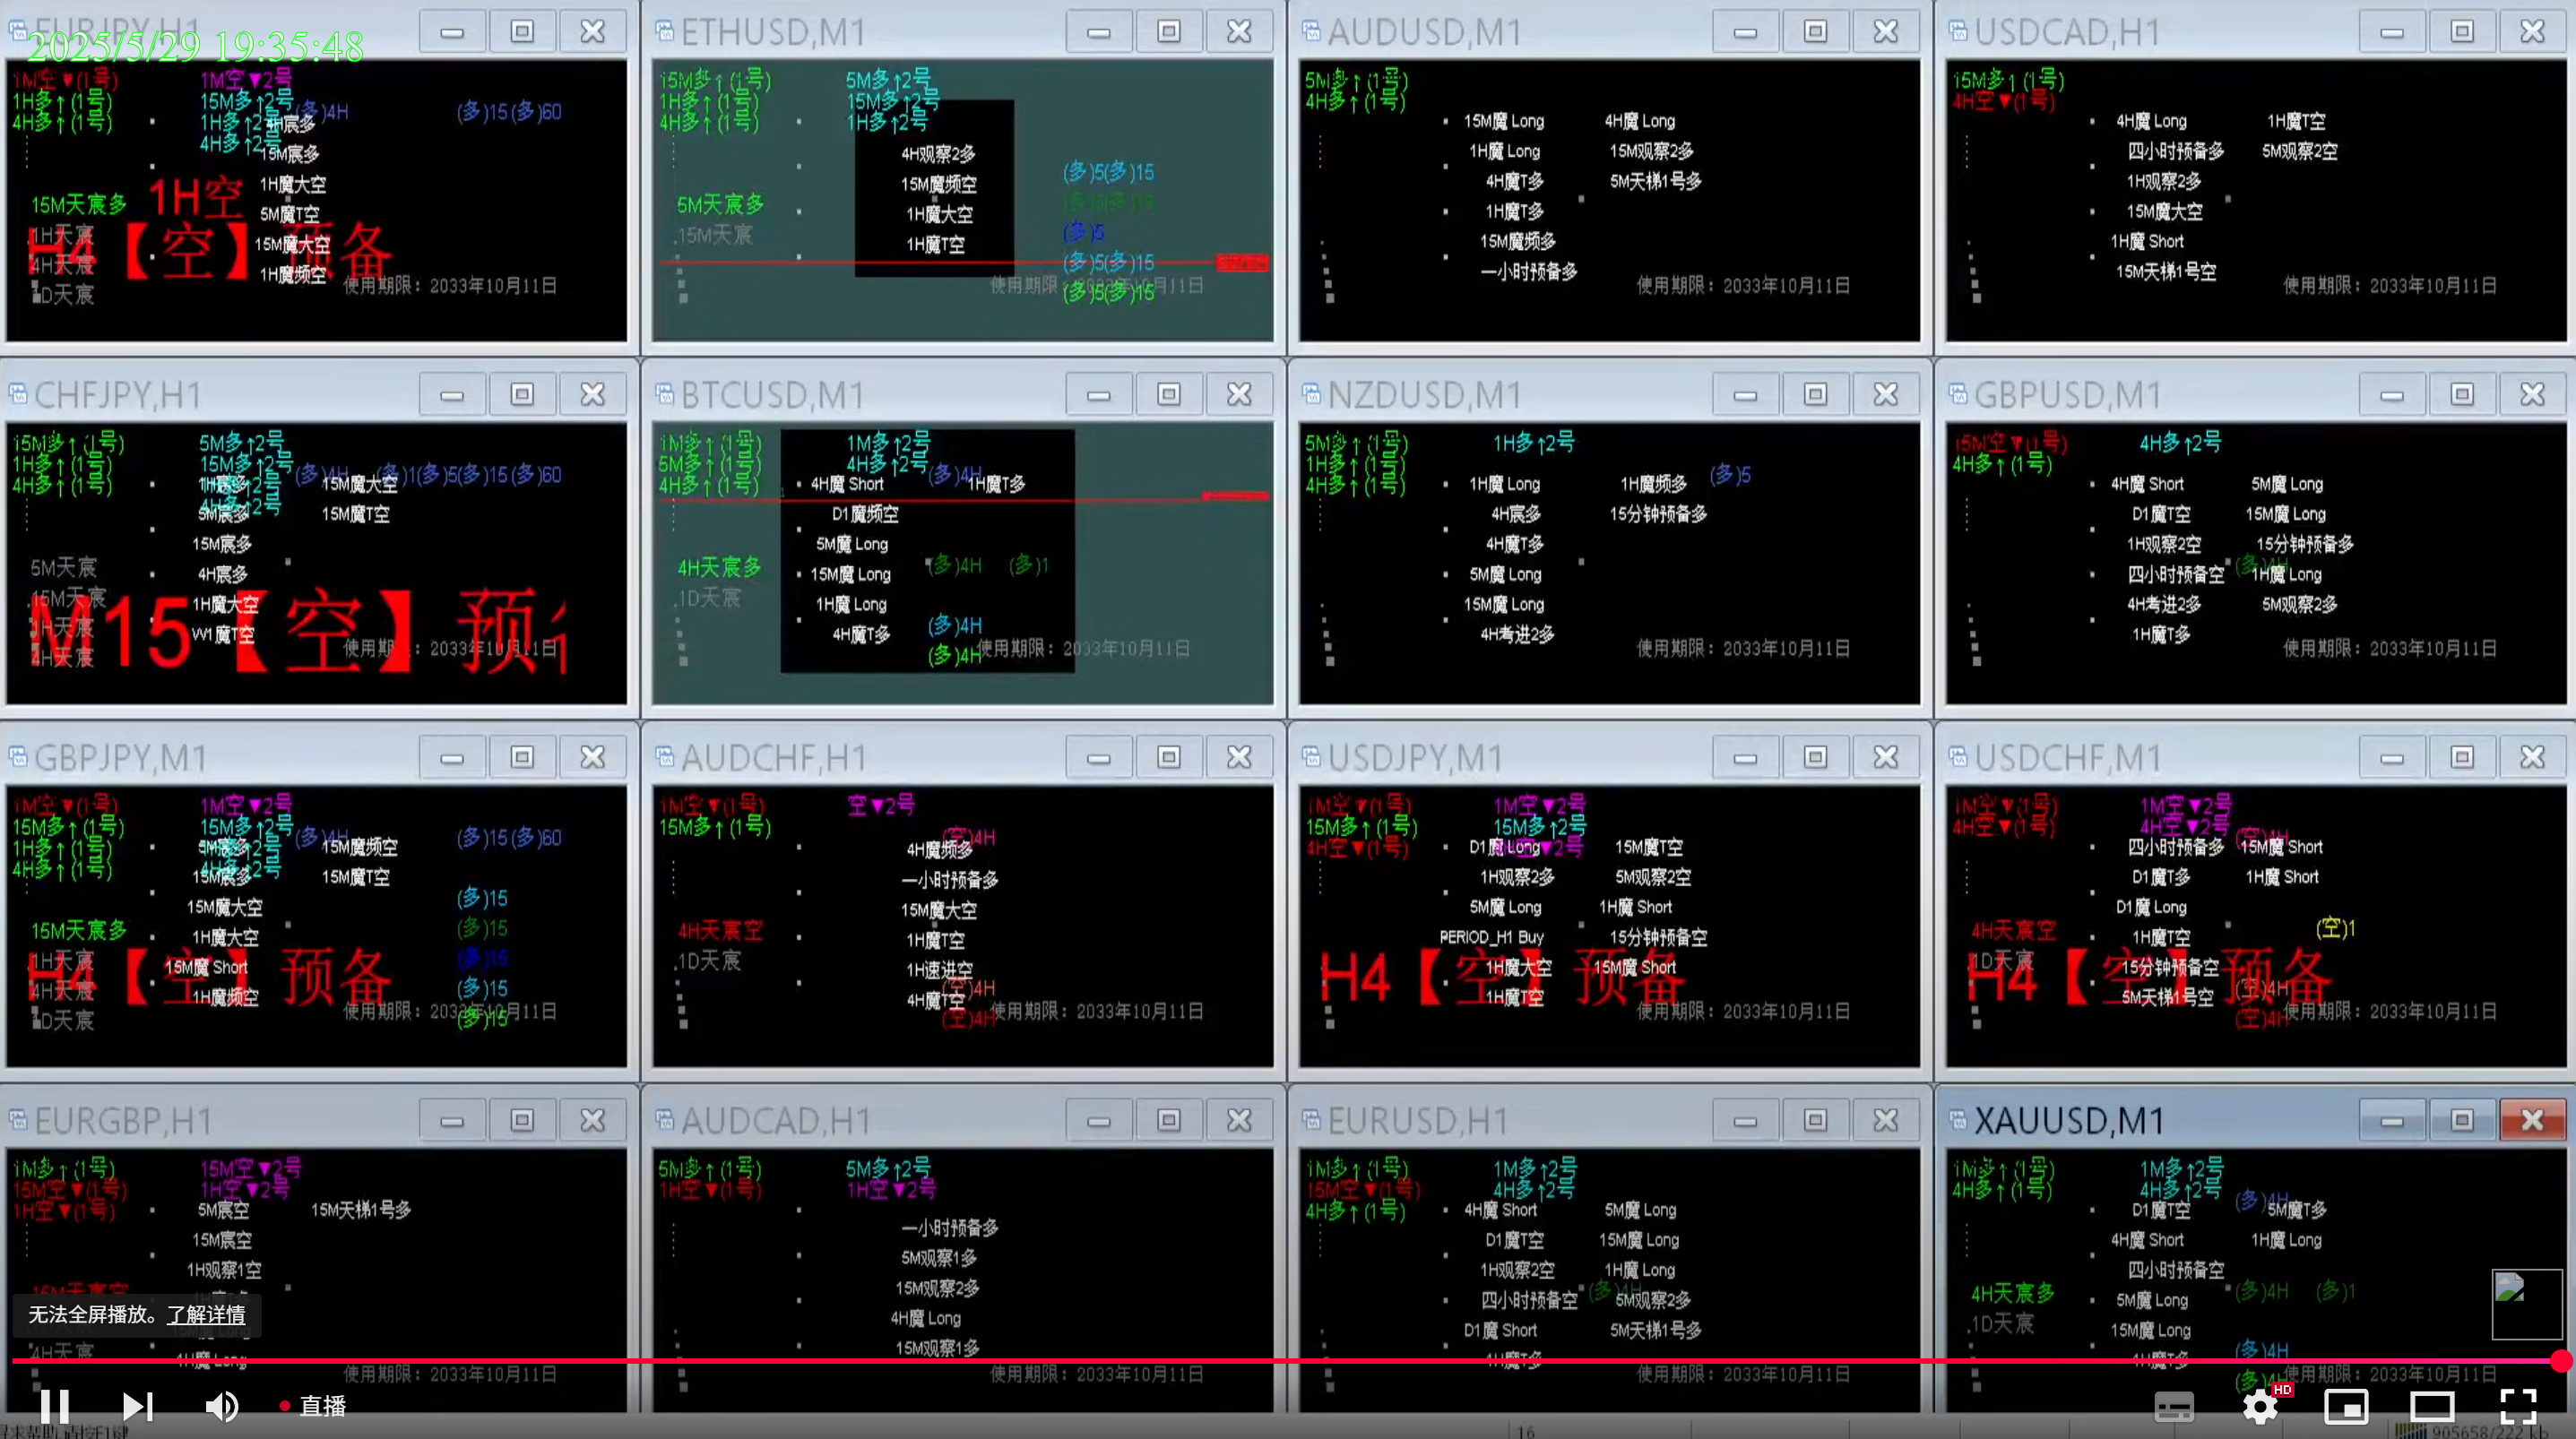 EURJPY,H1
2025/5/29 19:35:48
1M空▼(1号)
1M空▼2号
1H多↑(1号)
15M多↑2号
(多)4H
(多)15(多)60
4H多↑(1号)
1H多↑2号
4H宸多
4H多↑2号
15M宸多
1H魔大空
15M天宸多
1H空
5M魔T空
1H天宸
H4【空】预备
15M魔大空
4H天宸
1H魔频空
使用期限：2033年10月11日
1D天宸
ETHUSD,M1
15M多↑(1号)
5M多↑2号
1H多↑(1号)
15M多↑2号
4H多↑(1号)
1H多↑2号
4H观察2多
(多)5(多)15
15M魔频空
5M天宸多
1H魔大空
(多)5
.15M天宸
1H魔T空
(多)5(多)15
使用期限：2033年10月11日
(多)5(多)15
AUDUSD,M1
5M多↑(1号)
4H多↑(1号)
15M魔 Long
4H魔 Long
1H魔 Long
15M观察2多
4H魔T多
5M天梯1号多
1H魔T多
15M魔频多
一小时预备多
使用期限：2033年10月11日
USDCAD,H1
15M多↑(1号)
4H空▼(1号)
4H魔 Long
1H魔T空
四小时预备多
5M观察2空
1H观察2多
15M魔大空
1H魔 Short
15M天梯1号空
使用期限：2033年10月11日
CHFJPY,H1
15M多↑(1号)
5M多↑2号
1H多↑(1号)
15M多↑2号
(多)4H
(多)1(多)5(多)15(多)60
4H多↑(1号)
1H宸多
15M魔大空
4H多↑2号
5M宸多
15M魔T空
15M宸多
5M天宸
4H宸多
.15M天宸
1H魔大空
M15【空】预备
1H天宸
W1魔T空
4H天宸
使用期限：2033年10月11日
BTCUSD,M1
1M多↑(1号)
1M多↑2号
5M多↑(1号)
4H多↑2号
(多)4H
4H多↑(1号)
4H魔 Short
1H魔T多
D1魔频空
5M魔 Long
4H天宸多
(多)4H
(多)1
15M魔 Long
.1D天宸
1H魔 Long
(多)4H
4H魔T多
(多)4H
使用期限：2033年10月11日
NZDUSD,M1
5M多↑(1号)
1H多↑2号
1H多↑(1号)
(多)5
4H多↑(1号)
1H魔 Long
1H魔频多
4H宸多
15分钟预备多
4H魔T多
5M魔 Long
15M魔 Long
4H考进2多
使用期限：2033年10月11日
GBPUSD,M1
15M空▼(1号)
4H多↑2号
4H多↑(1号)
4H魔 Short
5M魔 Long
D1魔T空
15M魔 Long
1H观察2空
15分钟预备多
(多)4H
四小时预备空
1H魔 Long
4H考进2多
5M观察2多
1H魔T多
使用期限：2033年10月11日
GBPJPY,M1
1M空▼(1号)
1M空▼2号
15M多↑(1号)
15M多↑2号
(多)4H
(多)15(多)60
1H多↑(1号)
5M宸多
15M魔频空
4H多↑(1号)
4H多↑2号
15M宸多
15M魔T空
(多)15
15M魔大空
15M天宸多
1H魔大空
(多)15
1H天宸
(多)15
H4【空】预备
15M魔 Short
4H天宸
1H魔频空
(多)15
使用期限：2033年10月11日
1D天宸
(多)15
AUDCHF,H1
1M空▼(1号)
空▼2号
15M多↑(1号)
(空)4H
4H魔频多
一小时预备多
15M魔大空
4H天宸空
1H魔T空
.1D天宸
1H速进空
(空)4H
4H魔T空
(空)4H
使用期限：2033年10月11日
USDJPY,M1
1M空▼(1号)
1M空▼2号
15M多↑(1号)
15M多↑2号
4H空▼(1号)
D1魔 Long
15M魔T空
1H观察2多
5M观察2空
5M魔 Long
1H魔 Short
PERIOD_H1 Buy
15分钟预备空
H4【空】预备
1H魔大空
15M魔 Short
1H魔T空
使用期限：2033年10月11日
USDCHF,M1
1M空▼(1号)
1M空▼2号
4H空▼(1号)
4H空▼2号
(空)4H
四小时预备多
15M魔 Short
D1魔T多
1H魔 Short
D1魔 Long
4H天宸空
1H魔T空
(空)1
.1D天宸
H4【空】预备
15分钟预备空
(空)4H
5M天梯1号空
(空)4H
使用期限：2033年10月11日
EURGBP,H1
1M多↑(1号)
15M空▼2号
15M空▼(1号)
1H空▼2号
1H空▼(1号)
5M宸空
15M天梯1号多
15M宸空
1H观察1空
15M天宸空
无法全屏播放。了解详情
4H天宸
4H魔 Long
使用期限：2033年10月11日
AUDCAD,H1
5M多↑(1号)
5M多↑2号
1H空▼(1号)
1H空▼2号
一小时预备多
5M观察1多
15M观察2多
4H魔 Long
15M观察1多
使用期限：2033年10月11日
EURUSD,H1
1M多↑(1号)
1M多↑2号
15M空▼(1号)
4H多↑2号
4H多↑(1号)
4H魔 Short
5M魔 Long
D1魔T空
15M魔 Long
1H观察2空
1H魔 Long
(多)4H
四小时预备空
5M观察2多
D1魔 Short
5M天梯1号多
1H魔T多
使用期限：2033年10月11日
XAUUSD,M1
1M多↑(1号)
1M多↑2号
4H多↑(1号)
4H多↑2号
(多)4H
D1魔T空
5M魔T多
4H魔 Short
1H魔 Long
四小时预备空
4H天宸多
5M魔 Long
(多)4H
(多)1
.1D天宸
15M魔 Long
(多)4H
1H魔T多
(多)4H
使用期限：2033年10月11日
直播
HD
16
905658/222 kb